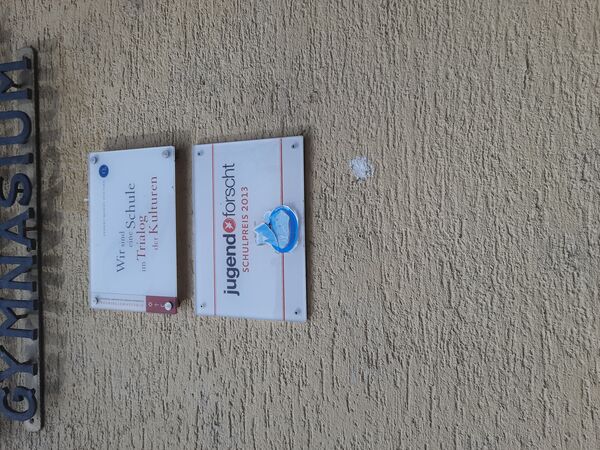 GYMNASIUM
Wir sind
eine Schule
im Trialog
der Kulturen
jugend forscht
SCHULPREIS 2013